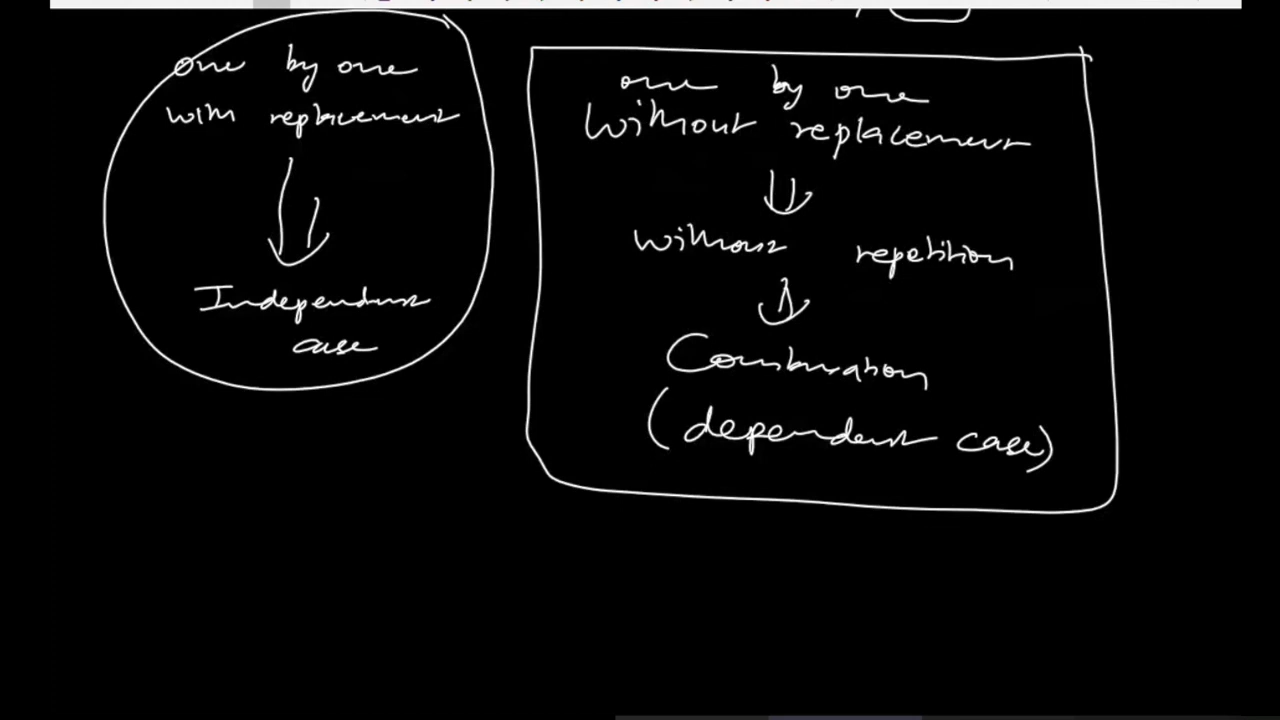 one by one
with replacement
Independent
case
one by one
Without replacement
without repetition
Combination
(dependent case)